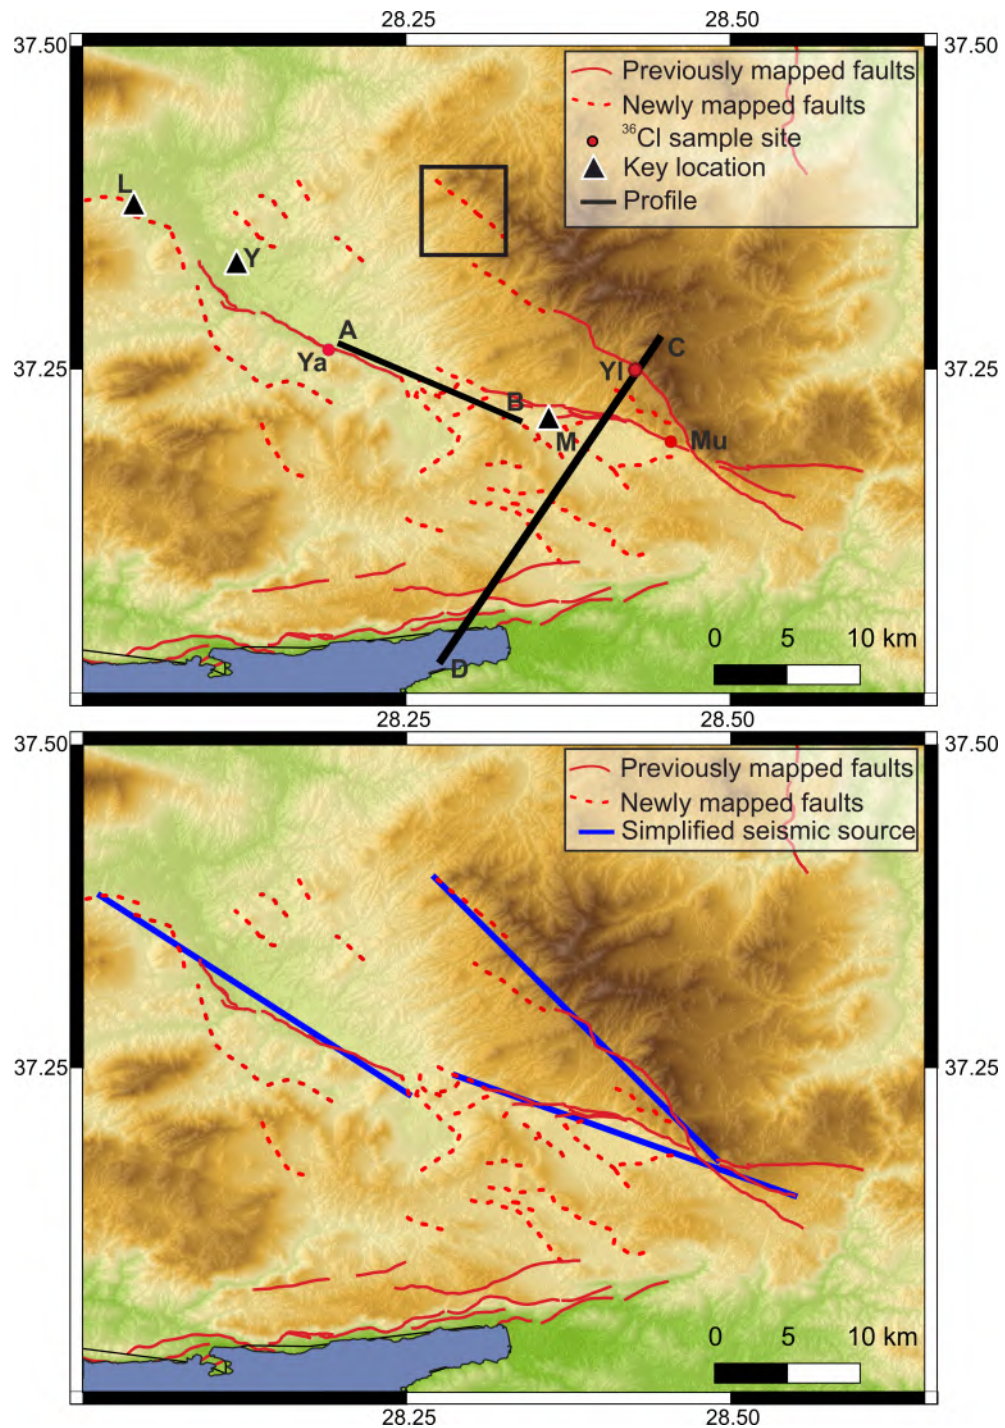 28.25 28.50
37.50 37.50
Previously mapped faults
Newly mapped faults
³⁶Cl sample site
Key location
Profile
L
Y
A
Ya
C
Yl
37.25 37.25
B
M
Mu
0 5 10 km
D
28.25 28.50
37.50 37.50
Previously mapped faults
Newly mapped faults
Simplified seismic source
37.25 37.25
0 5 10 km
28.25 28.50